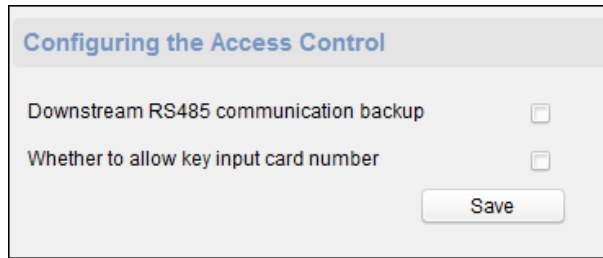 Configuring the Access Control
Downstream RS485 communication backup
Whether to allow key input card number
Save